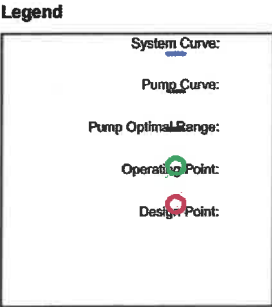 Legend
System Curve:
Pump Curve:
Pump Optimal Range:
Operating Point:
Design Point: